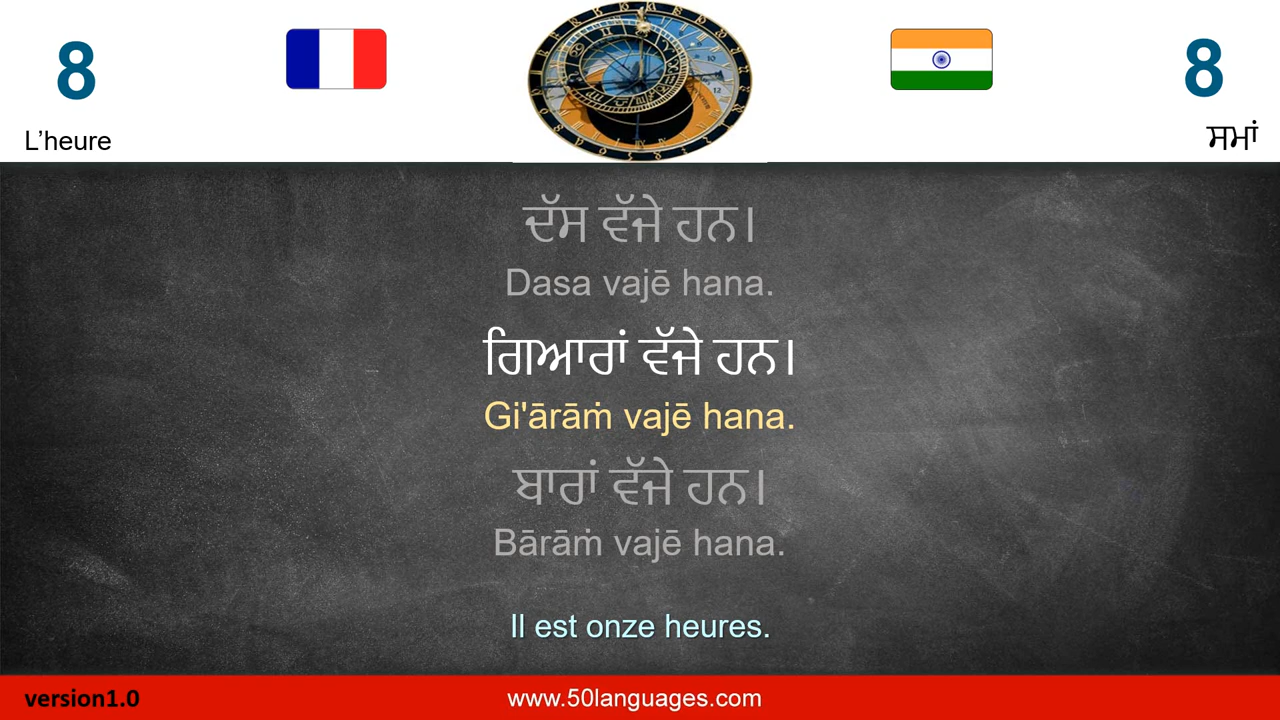 8
8
L’heure
ਸਮਾਂ
ਦੱਸ ਵੱਜੇ ਹਨ।
Dasa vajē hana.
ਗਿਆਰਾਂ ਵੱਜੇ ਹਨ।
Gi'ārāṁ vajē hana.
ਬਾਰਾਂ ਵੱਜੇ ਹਨ।
Bārāṁ vajē hana.
Il est onze heures.
version1.0
www.50languages.com